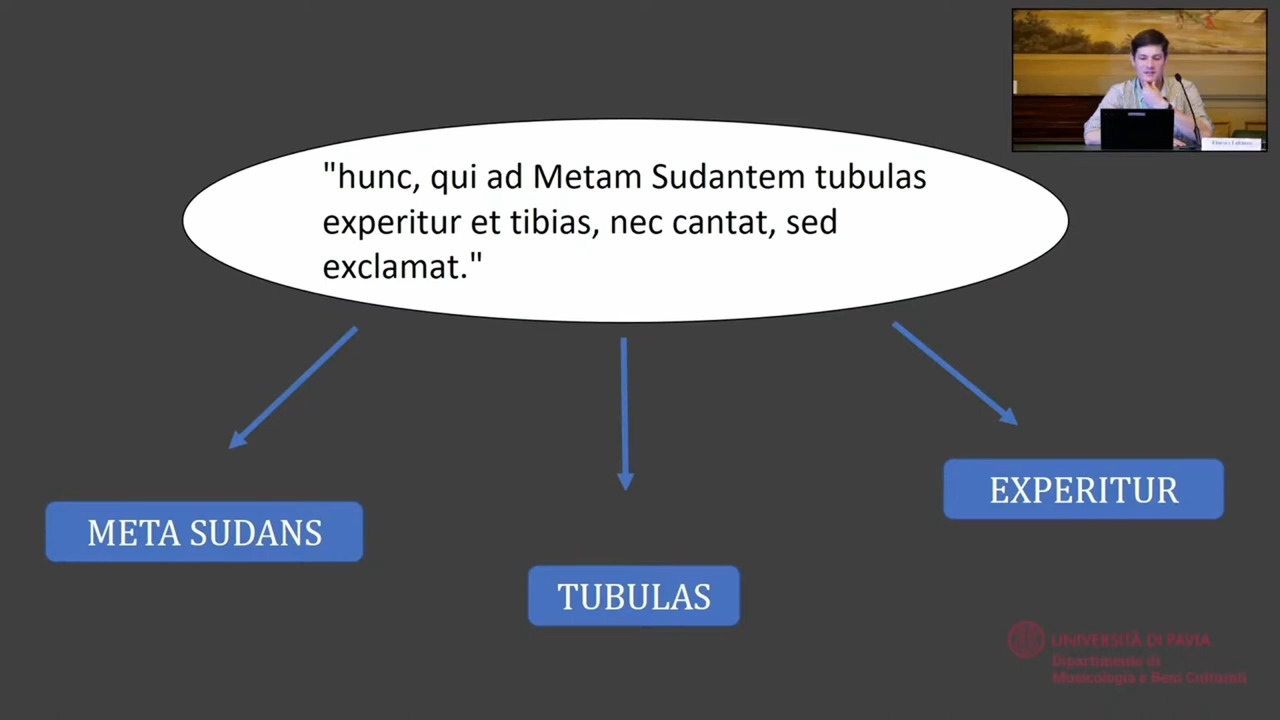 "hunc, qui ad Metam Sudantem tubulas
experitur et tibias, nec cantat, sed
exclamat."
META SUDANS
TUBULAS
EXPERITUR
UNIVERSITÀ DI PAVIA
Dipartimento di
Musicologia e Beni Culturali